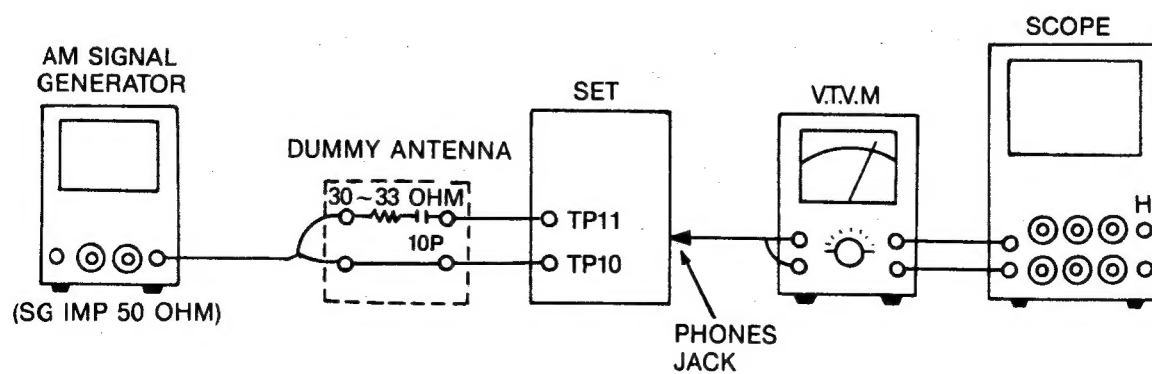 AM SIGNAL
GENERATOR
(SG IMP 50 OHM)
DUMMY ANTENNA
30~33 OHM
10P
SET
TP11
TP10
PHONES
JACK
V.T.V.M
SCOPE
H